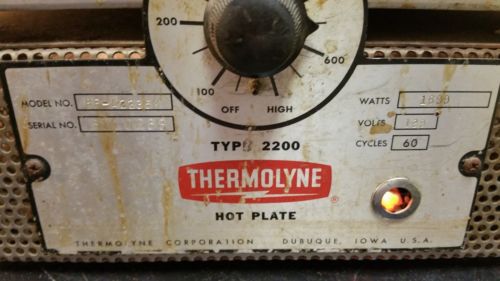 200
600
100
OFF HIGH
MODEL NO.
WATTS
SERIAL NO.
VOLTS
TYPE 2200
CYCLES 60
THERMOLYNE ®
HOT PLATE
THERMOLYNE CORPORATION DUBUQUE, IOWA U.S.A.